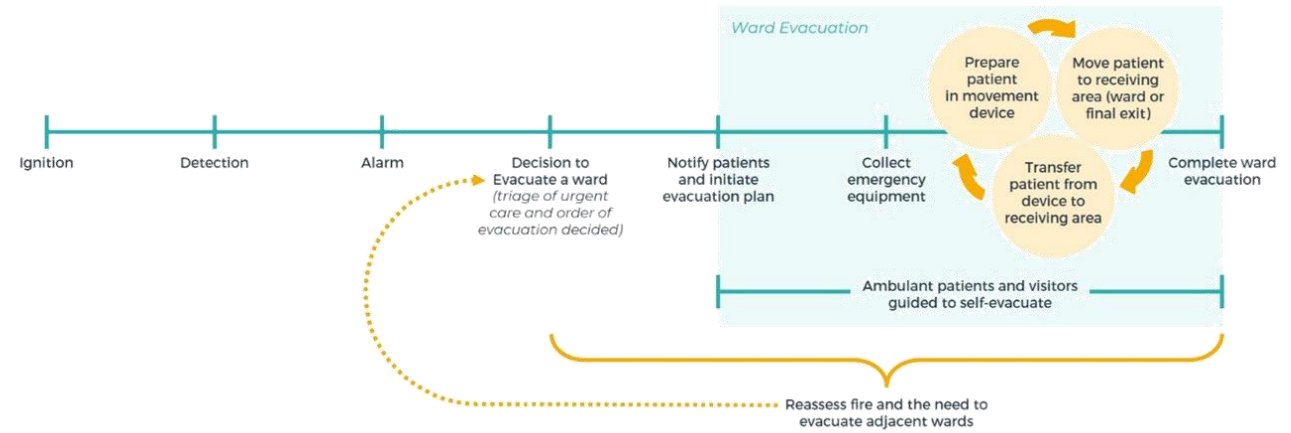 Ward Evacuation
Prepare
patient
in movement
device
Move patient
to receiving
area (ward or
final exit)
Transfer
patient from
device to
receiving area
Ignition
Detection
Alarm
Decision to
Evacuate a ward
(triage of urgent
care and order of
evacuation decided)
Notify patients
and initiate
evacuation plan
Collect
emergency
equipment
Complete ward
evacuation
Ambulant patients and visitors
guided to self-evacuate
Reassess fire and the need to
evacuate adjacent wards